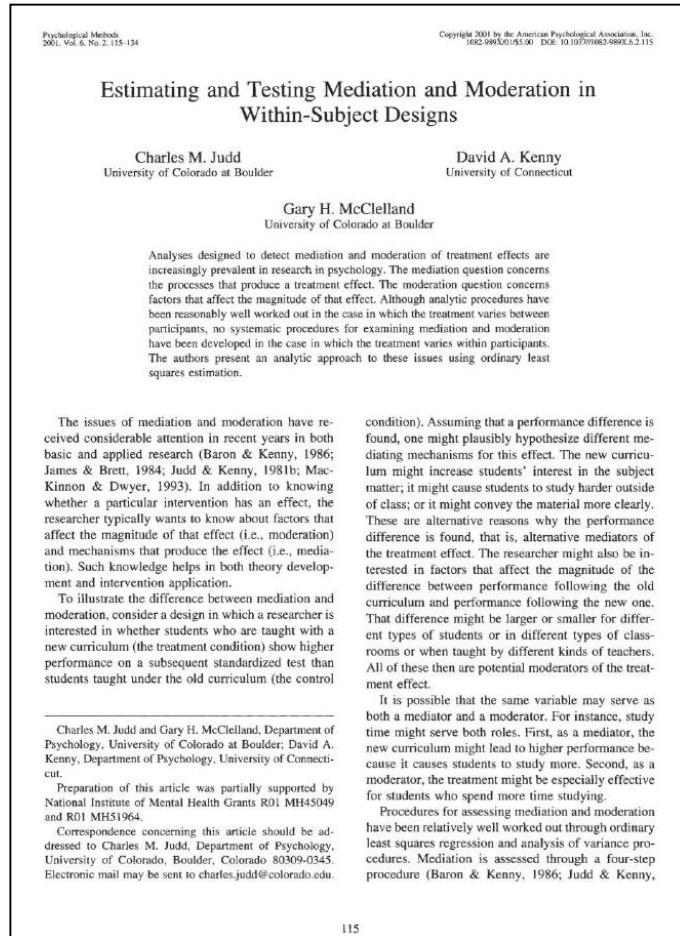 Psychological Methods
2001, Vol. 6, No. 2, 115–134
Copyright 2001 by the American Psychological Association, Inc.
1082-989X/01/$5.00 DOI: 10.1037//1082-989X.6.2.115
Estimating and Testing Mediation and Moderation in
Within-Subject Designs
Charles M. Judd
University of Colorado at Boulder
David A. Kenny
University of Connecticut
Gary H. McClelland
University of Colorado at Boulder
Analyses designed to detect mediation and moderation of treatment effects are
increasingly prevalent in research in psychology. The mediation question concerns
the processes that produce a treatment effect. The moderation question concerns
factors that affect the magnitude of that effect. Although analytic procedures have
been reasonably well worked out in the case in which the treatment varies between
participants, no systematic procedures for examining mediation and moderation
have been developed in the case in which the treatment varies within participants.
The authors present an analytic approach to these issues using ordinary least
squares estimation.
The issues of mediation and moderation have re-
ceived considerable attention in recent years in both
basic and applied research (Baron & Kenny, 1986;
James & Brett, 1984; Judd & Kenny, 1981b; Mac-
Kinnon & Dwyer, 1993). In addition to knowing
whether a particular intervention has an effect, the
researcher typically wants to know about factors that
affect the magnitude of that effect (i.e., moderation)
and mechanisms that produce the effect (i.e., media-
tion). Such knowledge helps in both theory develop-
ment and intervention application.
To illustrate the difference between mediation and
moderation, consider a design in which a researcher is
interested in whether students who are taught with a
new curriculum (the treatment condition) show higher
performance on a subsequent standardized test than
students taught under the old curriculum (the control
Charles M. Judd and Gary H. McClelland, Department of
Psychology, University of Colorado at Boulder; David A.
Kenny, Department of Psychology, University of Connecti-
cut.
Preparation of this article was partially supported by
National Institute of Mental Health Grants R01 MH45049
and R01 MH51964.
Correspondence concerning this article should be ad-
dressed to Charles M. Judd, Department of Psychology,
University of Colorado, Boulder, Colorado 80309-0345.
Electronic mail may be sent to charles.judd@colorado.edu.
condition). Assuming that a performance difference is
found, one might plausibly hypothesize different me-
diating mechanisms for this effect. The new curricu-
lum might increase students' interest in the subject
matter; it might cause students to study harder outside
of class; or it might convey the material more clearly.
These are alternative reasons why the performance
difference is found, that is, alternative mediators of
the treatment effect. The researcher might also be in-
terested in factors that affect the magnitude of the
difference between performance following the old
curriculum and performance following the new one.
That difference might be larger or smaller for differ-
ent types of students or in different types of class-
rooms or when taught by different kinds of teachers.
All of these then are potential moderators of the treat-
ment effect.
It is possible that the same variable may serve as
both a mediator and a moderator. For instance, study
time might serve both roles. First, as a mediator, the
new curriculum might lead to higher performance be-
cause it causes students to study more. Second, as a
moderator, the treatment might be especially effective
for students who spend more time studying.
Procedures for assessing mediation and moderation
have been relatively well worked out through ordinary
least squares regression and analysis of variance pro-
cedures. Mediation is assessed through a four-step
procedure (Baron & Kenny, 1986; Judd & Kenny,
115